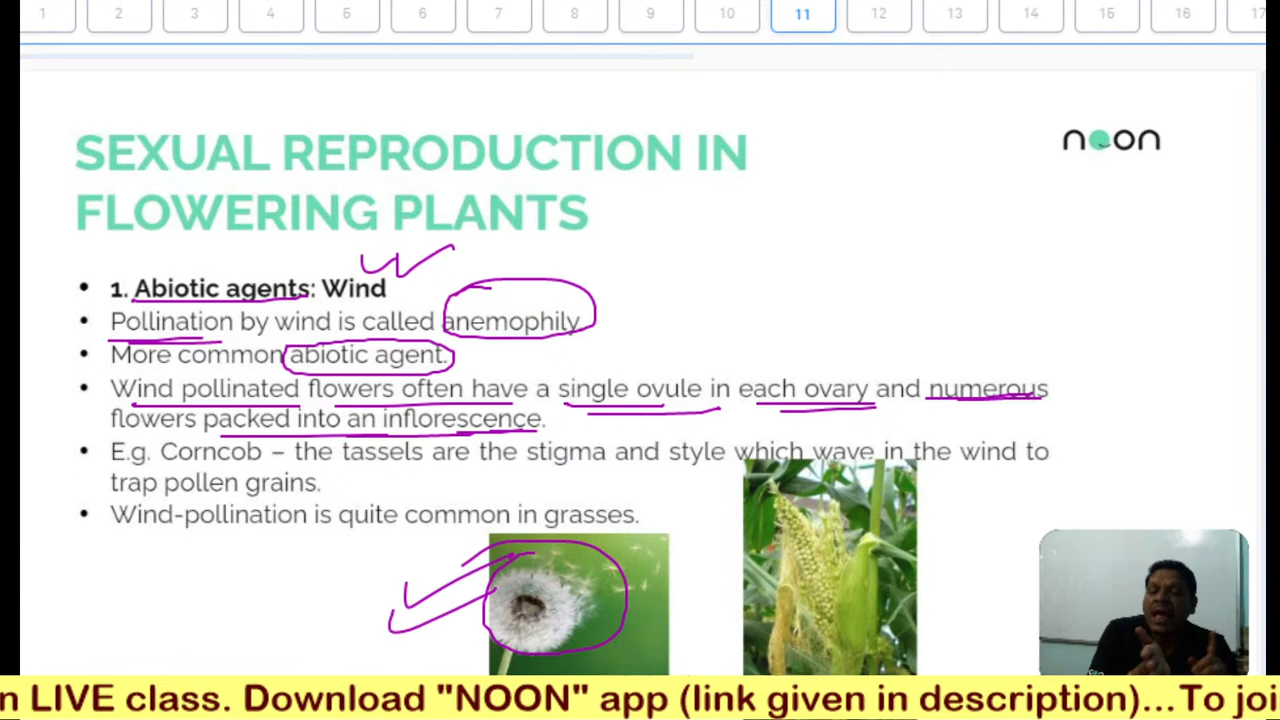 1 2 3 4 5 6 7 8 9 10 11 12 13 14 15 16 17
SEXUAL REPRODUCTION IN
noon
FLOWERING PLANTS
• 1. Abiotic agents: Wind
• Pollination by wind is called anemophily.
• More common abiotic agent.
• Wind pollinated flowers often have a single ovule in each ovary and numerous
flowers packed into an inflorescence.
• E.g. Corncob – the tassels are the stigma and style which wave in the wind to
trap pollen grains.
• Wind-pollination is quite common in grasses.
n LIVE class. Download "NOON" app (link given in description)...To joi